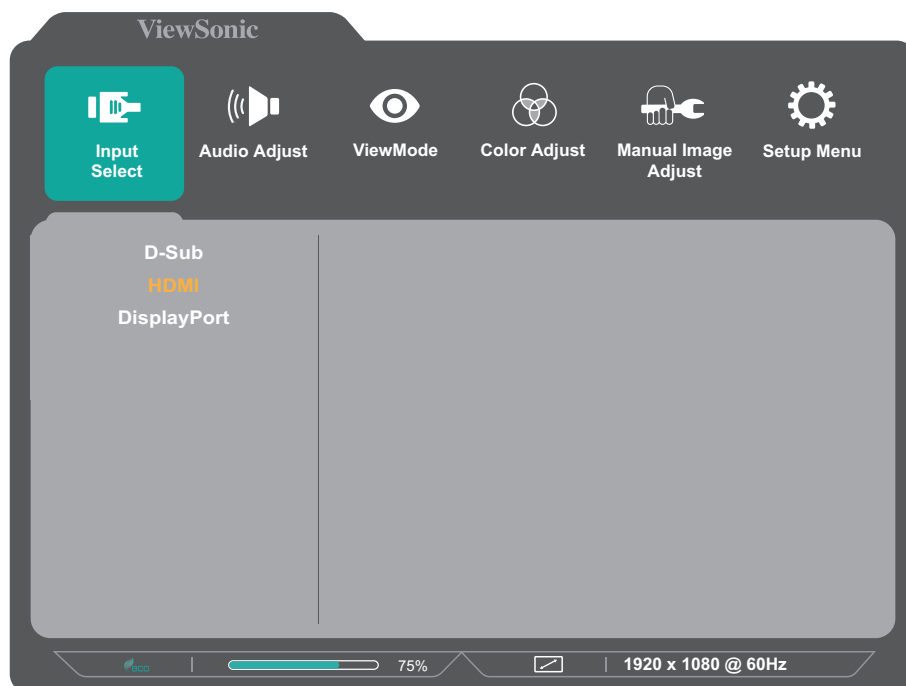 ViewSonic
Input
Select
Audio Adjust
ViewMode
Color Adjust
Manual Image
Adjust
Setup Menu
D-Sub
HDMI
DisplayPort
ECO
75%
1920 x 1080 @ 60Hz